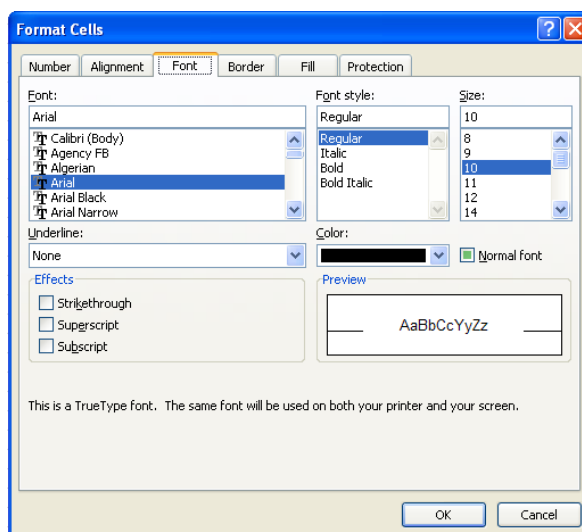 Format Cells
Number Alignment Font Border Fill Protection
Font: Font style: Size:
Arial Regular 10
Calibri (Body) Regular 8
Agency FB Italic 9
Algerian Bold 10
Arial Bold Italic 11
Arial Black 12
Arial Narrow 14
Underline: Color:
None Normal font
Effects Preview
Strikethrough
Superscript AaBbCcYyZz
Subscript
This is a TrueType font. The same font will be used on both your printer and your screen.
OK Cancel